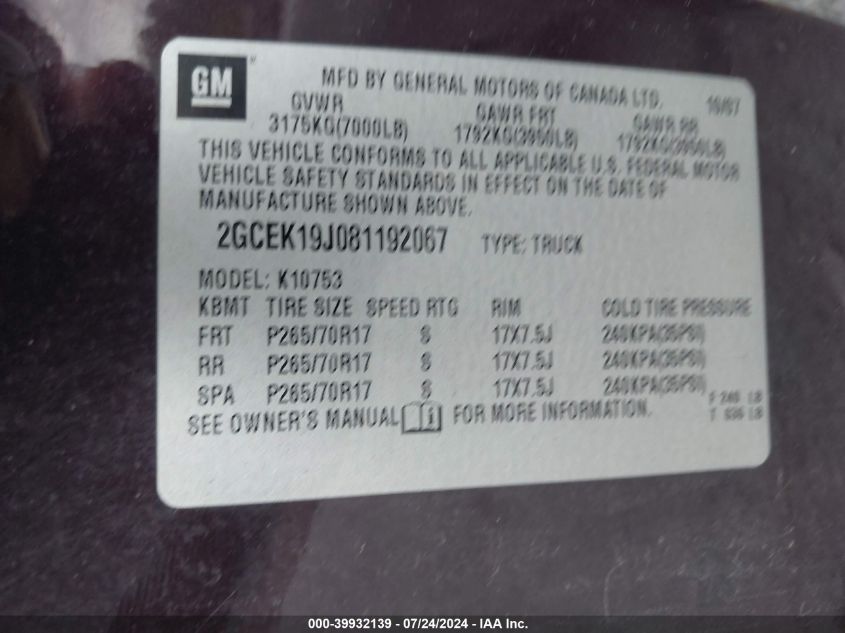 GM
MFD BY GENERAL MOTORS OF CANADA LTD. 10/07
GVWR GAWR FRT GAWR RR
3175KG(7000LB) 1792KG(3950LB) 1792KG(3950LB)
THIS VEHICLE CONFORMS TO ALL APPLICABLE U.S. FEDERAL MOTOR
VEHICLE SAFETY STANDARDS IN EFFECT ON THE DATE OF
MANUFACTURE SHOWN ABOVE.
2GCEK19J081192067 TYPE: TRUCK
MODEL: K10753
KBMT TIRE SIZE SPEED RTG RIM COLD TIRE PRESSURE
FRT P265/70R17 S 17X7.5J 240KPA(35PSI)
RR P265/70R17 S 17X7.5J 240KPA(35PSI)
SPA P265/70R17 S 17X7.5J 240KPA(35PSI)
SEE OWNER'S MANUAL i FOR MORE INFORMATION.
F LB
T LB
000-39932139 - 07/24/2024 - IAA Inc.